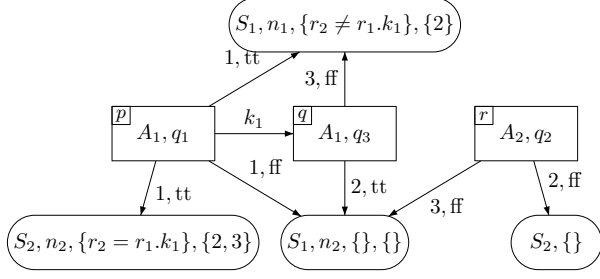 S₁, n₁, {r₂ ≠ r₁.k₁}, {2}
1, tt
3, ff
p
A₁, q₁
k₁
q
A₁, q₃
r
A₂, q₂
1, tt
1, ff
2, tt
3, ff
2, ff
S₂, n₂, {r₂ = r₁.k₁}, {2, 3}
S₁, n₂, {}, {}
S₂, {}